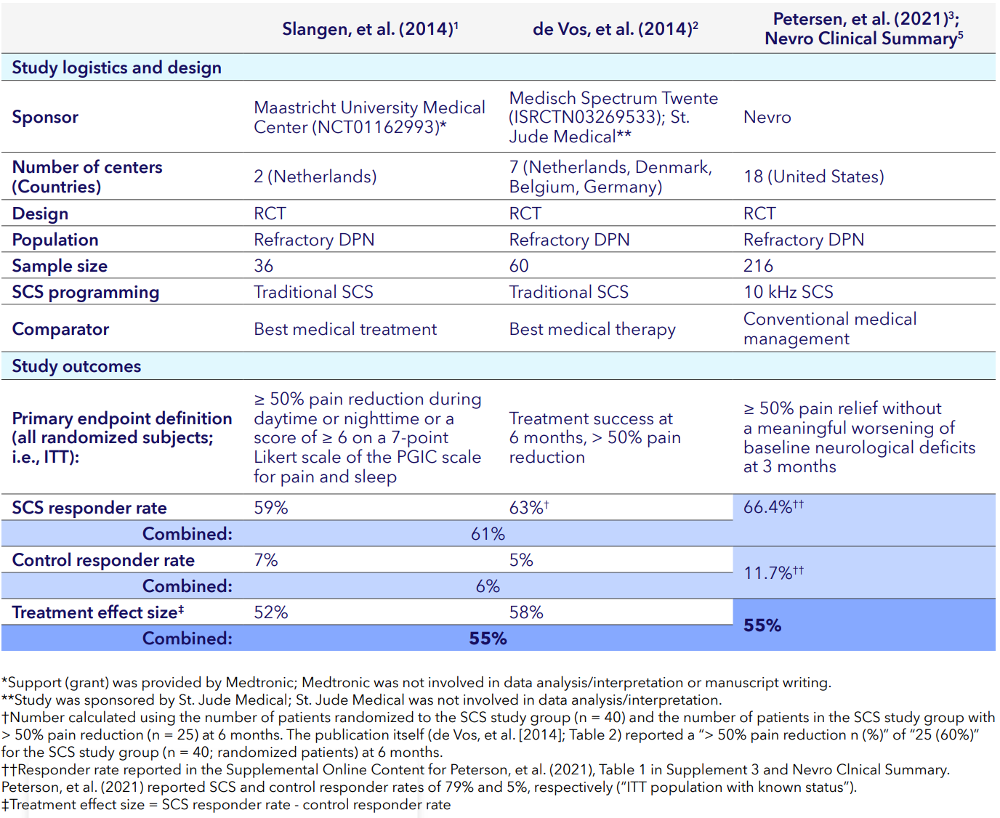 Slangen, et al. (2014)1
de Vos, et al. (2014)2
Petersen, et al. (2021)3;
Nevro Clinical Summary5
Study logistics and design
Sponsor
Maastricht University Medical
Center (NCT01162993)*
Medisch Spectrum Twente
(ISRCTN03269533); St.
Jude Medical**
Nevro
Number of centers
(Countries)
2 (Netherlands)
7 (Netherlands, Denmark,
Belgium, Germany)
18 (United States)
Design
RCT
RCT
RCT
Population
Refractory DPN
Refractory DPN
Refractory DPN
Sample size
36
60
216
SCS programming
Traditional SCS
Traditional SCS
10 kHz SCS
Comparator
Best medical treatment
Best medical therapy
Conventional medical
management
Study outcomes
Primary endpoint definition
(all randomized subjects;
i.e., ITT):
≥ 50% pain reduction during
daytime or nighttime or a
score of ≥ 6 on a 7-point
Likert scale of the PGIC scale
for pain and sleep
Treatment success at
6 months, > 50% pain
reduction
≥ 50% pain relief without
a meaningful worsening of
baseline neurological deficits
at 3 months
SCS responder rate
59%
63%†
66.4%††
Combined:
61%
Control responder rate
7%
5%
11.7%††
Combined:
6%
Treatment effect size‡
52%
58%
55%
Combined:
55%
*Support (grant) was provided by Medtronic; Medtronic was not involved in data analysis/interpretation or manuscript writing.
**Study was sponsored by St. Jude Medical; St. Jude Medical was not involved in data analysis/interpretation.
†Number calculated using the number of patients randomized to the SCS study group (n = 40) and the number of patients in the SCS study group with
> 50% pain reduction (n = 25) at 6 months. The publication itself (de Vos, et al. [2014]; Table 2) reported a “> 50% pain reduction n (%)” of “25 (60%)”
for the SCS study group (n = 40; randomized patients) at 6 months.
††Responder rate reported in the Supplemental Online Content for Peterson, et al. (2021), Table 1 in Supplement 3 and Nevro Clnical Summary.
Peterson, et al. (2021) reported SCS and control responder rates of 79% and 5%, respectively (“ITT population with known status”).
‡Treatment effect size = SCS responder rate - control responder rate